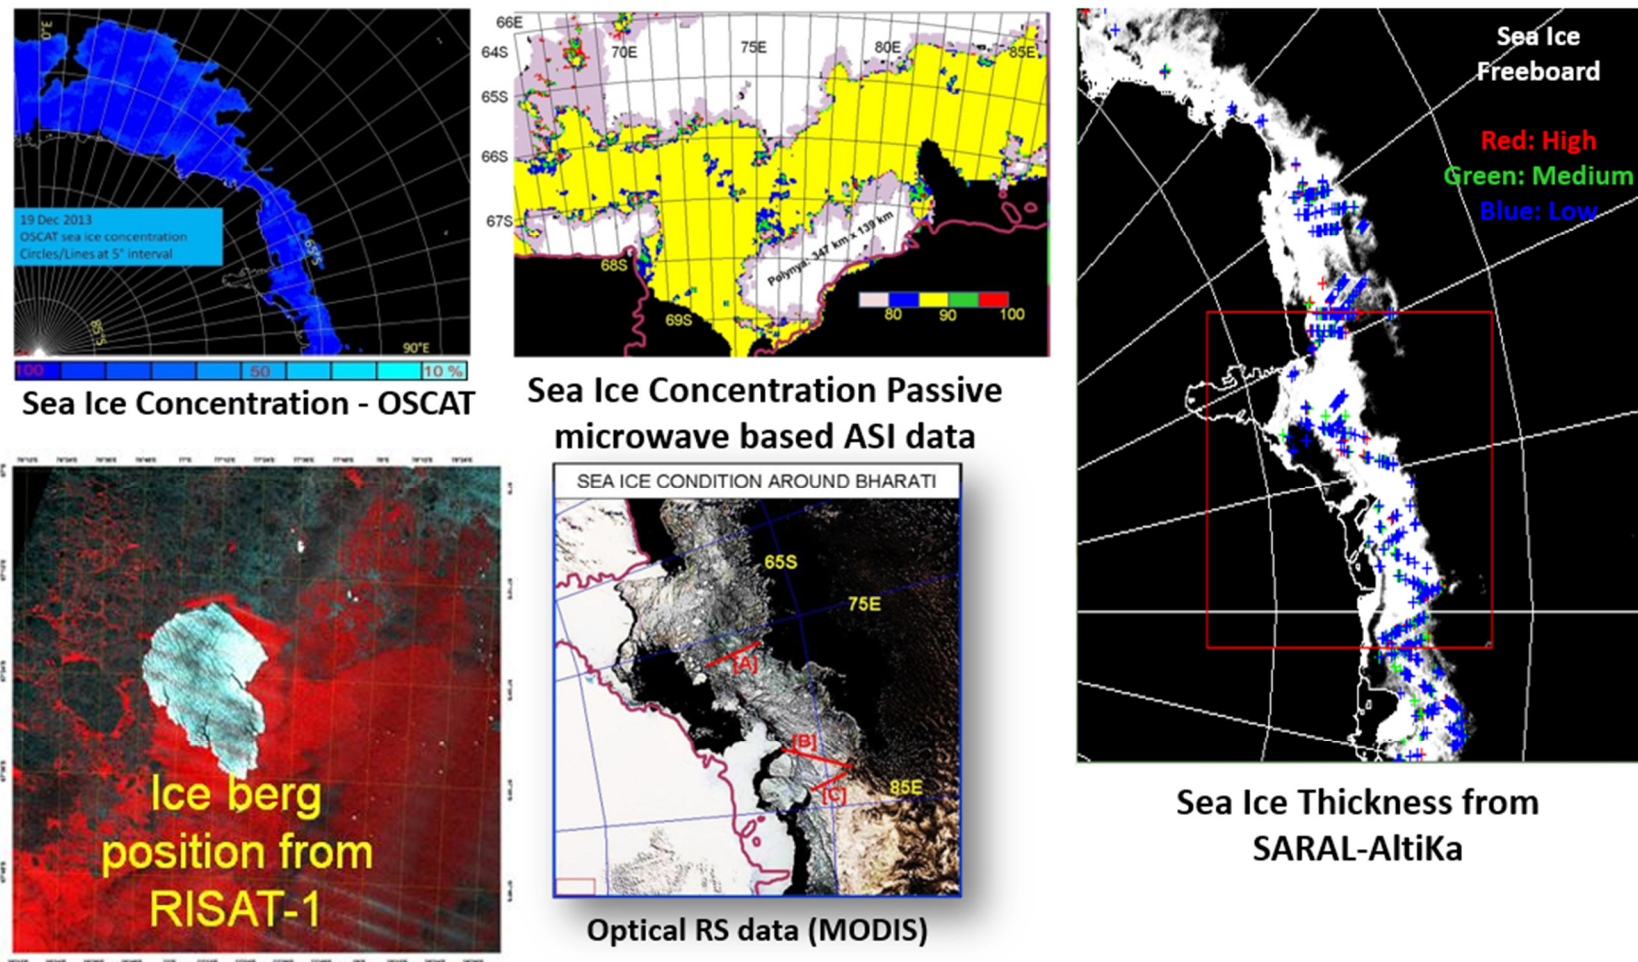 0°E
19 Dec 2013
OSCAT sea ice concentration
Circles/Lines at 5° interval
65°S
85°S
90°E
100 50 10 %
Sea Ice Concentration - OSCAT
66E
70E 75E 80E 85E
64S
65S
66S
67S
68S
69S
Polynya: 347 km x 139 km
80 90 100
Sea Ice Concentration Passive
microwave based ASI data
Sea Ice
Freeboard
Red: High
Green: Medium
Blue: Low
Sea Ice Thickness from
SARAL-AltiKa
Ice berg
position from
RISAT-1
SEA ICE CONDITION AROUND BHARATI
65S
75E
[A]
[B]
[C]
85E
Optical RS data (MODIS)